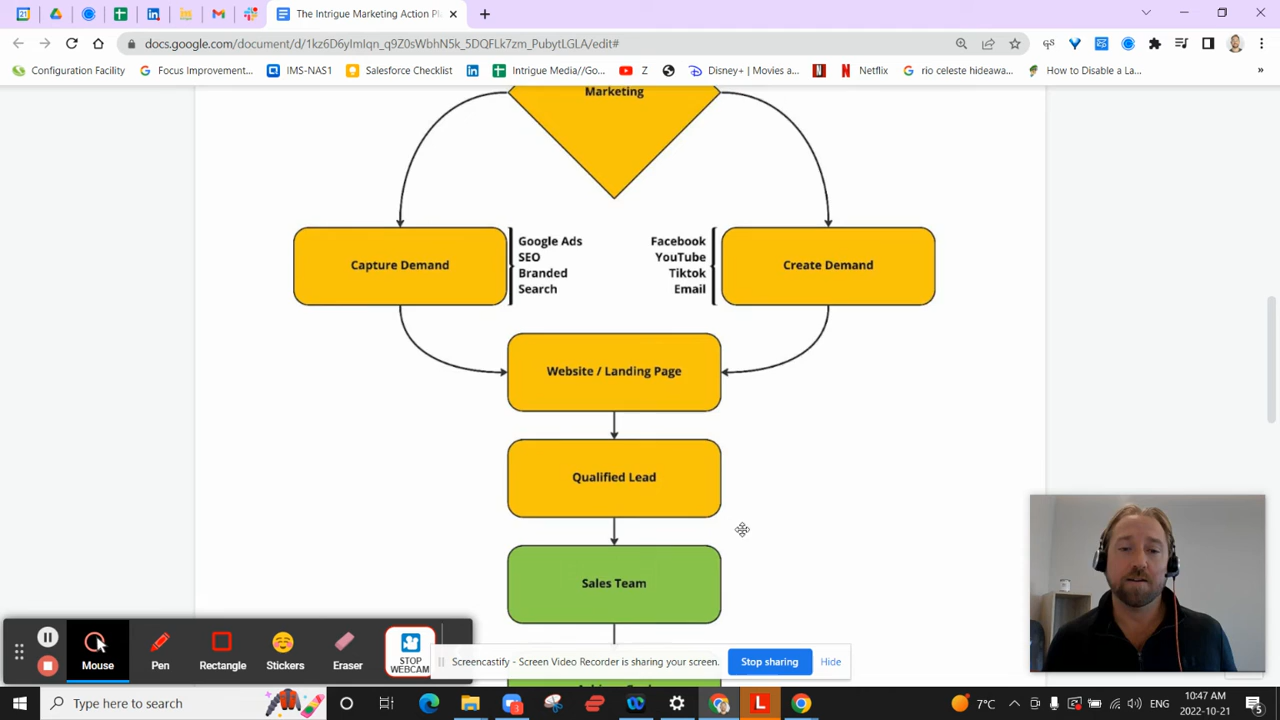 The Intrigue Marketing Action Pl
docs.google.com/document/d/1kz6D6yImIqn_q9Z0sWbhN5k_5DQFLk7zm_PubytLGLA/edit#
Configuration Facility
Focus Improvement...
IMS-NAS1
Salesforce Checklist
Intrigue Media//Go...
Z
Disney+ | Movies a...
Netflix
rio celeste hideawa...
How to Disable a La...
»
Marketing
Capture Demand
Google Ads
SEO
Branded
Search
Facebook
YouTube
Tiktok
Email
Create Demand
Website / Landing Page
Qualified Lead
Sales Team
Mouse
Pen
Rectangle
Stickers
Eraser
STOP
WEBCAM
Screencastify - Screen Video Recorder is sharing your screen.
Stop sharing
Hide
Type here to search
7°C
ENG
10:47 AM
2022-10-21
5